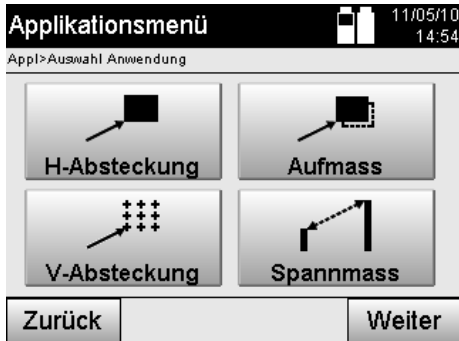 Applikationsmenü
11/05/10
14:54
Appl>Auswahl Anwendung
H-Absteckung
Aufmass
V-Absteckung
Spannmass
Zurück
Weiter